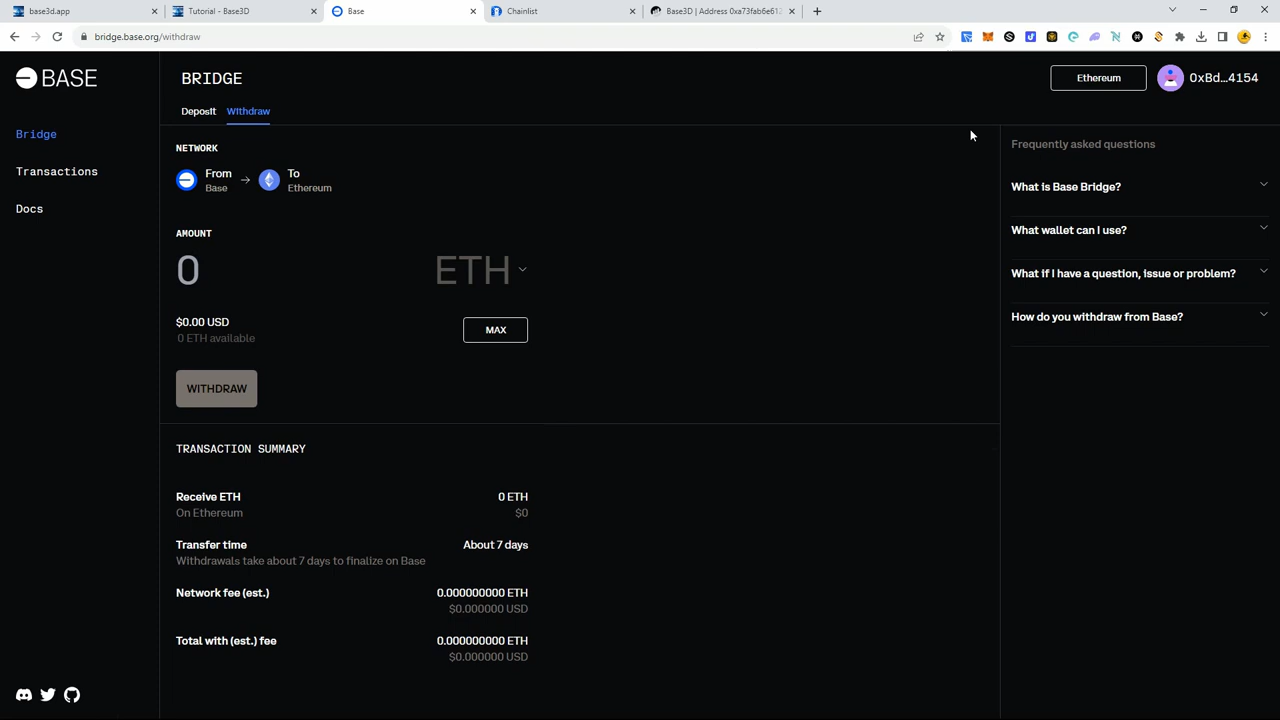 base3d.app
Tutorial - Base3D
Base
Chainlist
Base3D | Address 0xa73fab6e612
bridge.base.org/withdraw
BASE
BRIDGE
Ethereum
0xBd...4154
Deposit
Withdraw
Bridge
Transactions
Docs
NETWORK
From
Base
To
Ethereum
AMOUNT
0
ETH
$0.00 USD
0 ETH available
MAX
WITHDRAW
TRANSACTION SUMMARY
Receive ETH
0 ETH
On Ethereum
$0
Transfer time
About 7 days
Withdrawals take about 7 days to finalize on Base
Network fee (est.)
0.000000000 ETH
$0.000000 USD
Total with (est.) fee
0.000000000 ETH
$0.000000 USD
Frequently asked questions
What is Base Bridge?
What wallet can I use?
What if I have a question, issue or problem?
How do you withdraw from Base?